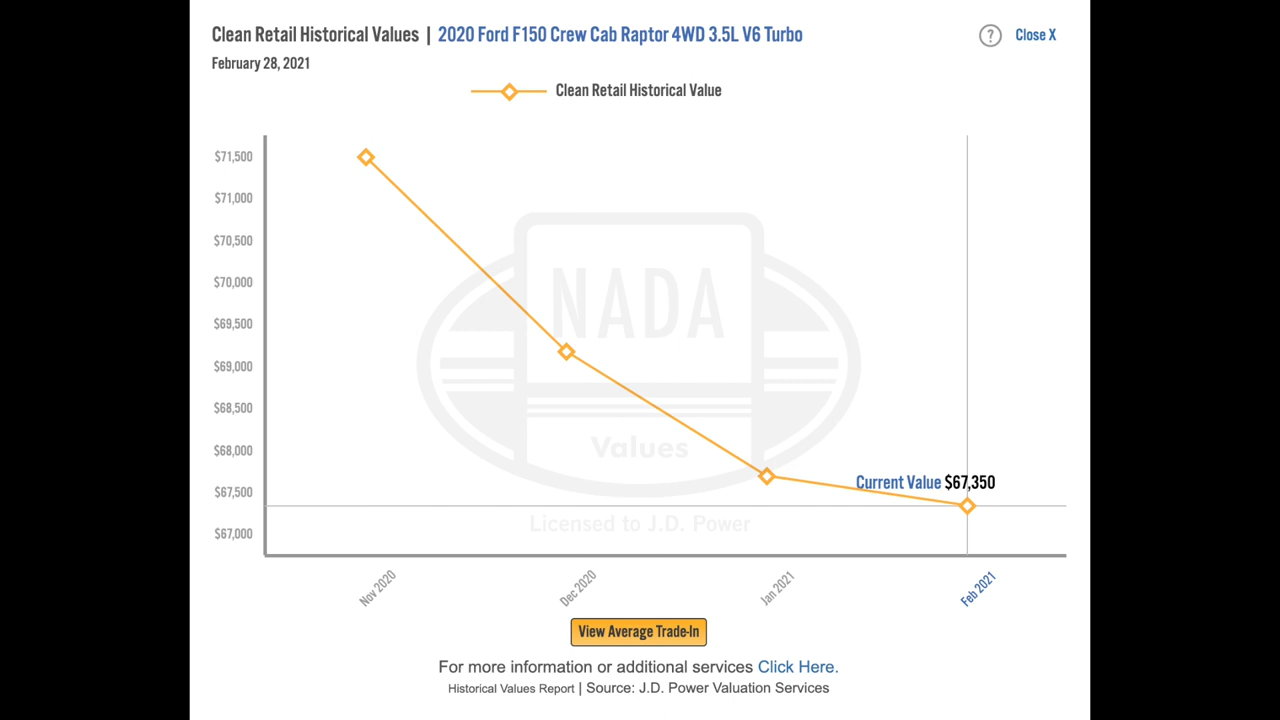 Clean Retail Historical Values | 2020 Ford F150 Crew Cab Raptor 4WD 3.5L V6 Turbo
? Close X
February 28, 2021
Clean Retail Historical Value
$71,500
$71,000
$70,500
$70,000
$69,500
$69,000
$68,500
$68,000
$67,500
$67,000
NADA
Values
Licensed to J.D. Power
Current Value $67,350
Nov 2020
Dec 2020
Jan 2021
Feb 2021
View Average Trade-In
For more information or additional services Click Here.
Historical Values Report | Source: J.D. Power Valuation Services